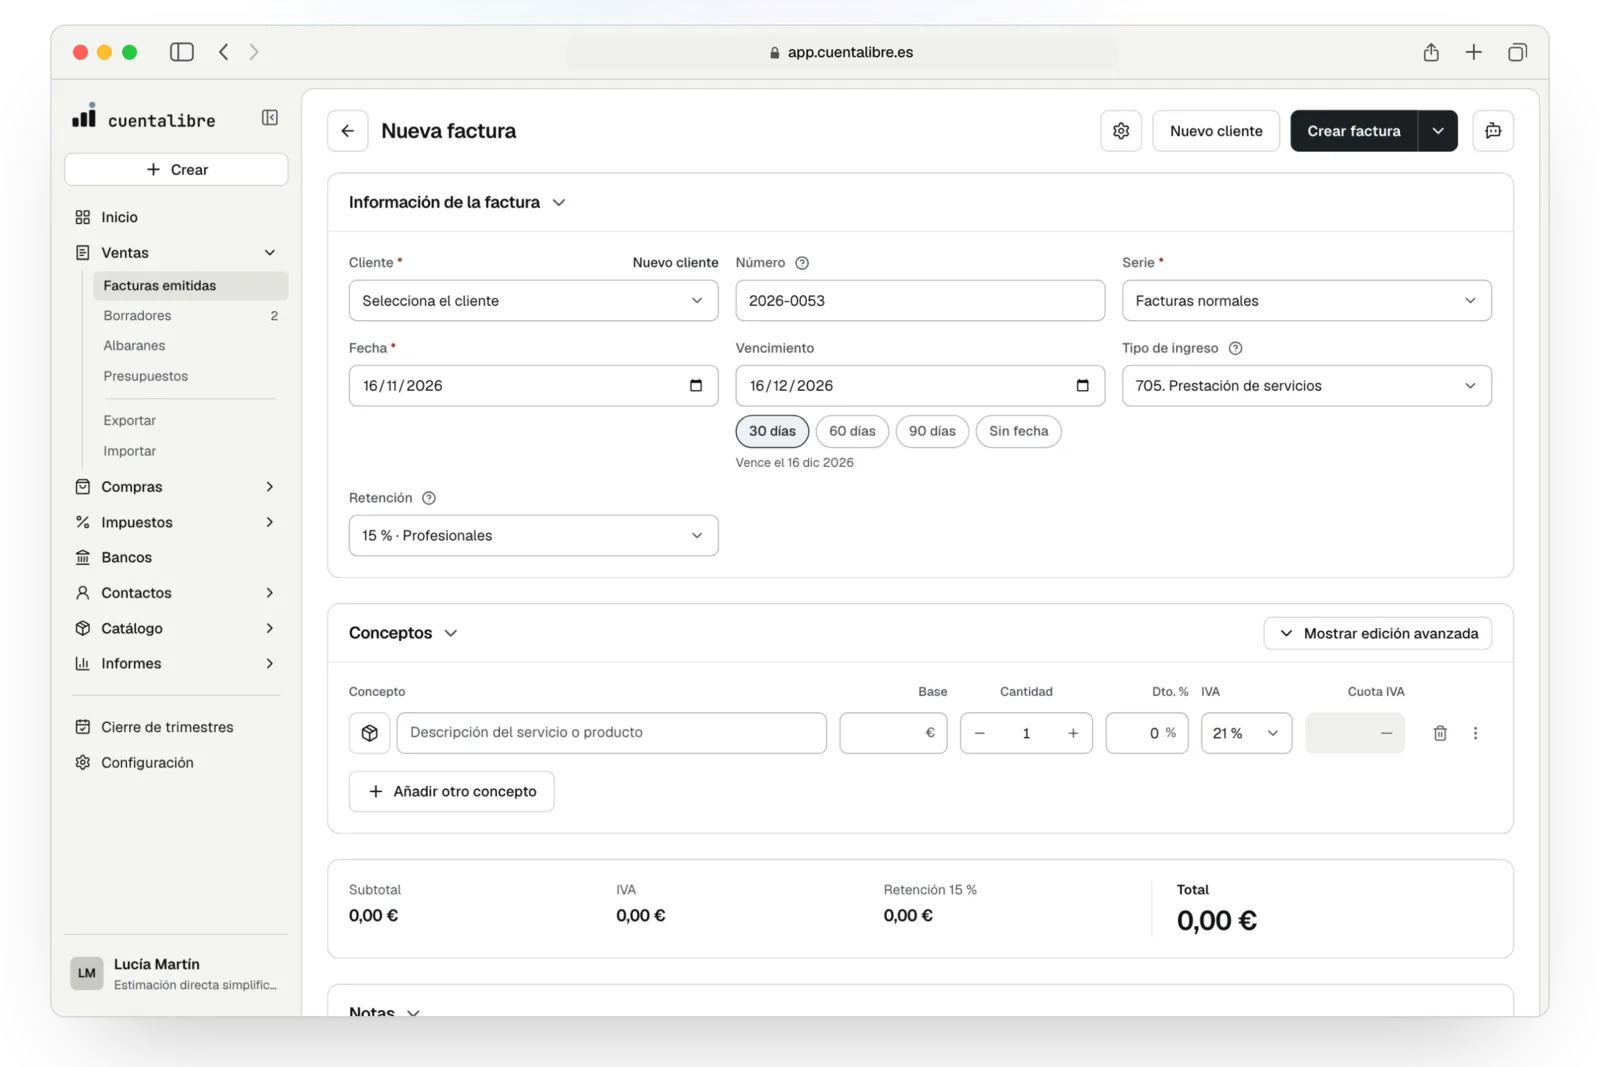 app.cuentalibre.es
cuentalibre
Crear
Inicio
Ventas
Facturas emitidas
Borradores 2
Albaranes
Presupuestos
Exportar
Importar
Compras
Impuestos
Bancos
Contactos
Catálogo
Informes
Cierre de trimestres
Configuración
LM
Lucía Martín
Estimación directa simplific...
Nueva factura
Nuevo cliente
Crear factura
Información de la factura
Cliente *
Nuevo cliente
Selecciona el cliente
Número
2026-0053
Serie *
Facturas normales
Fecha *
16/11/2026
Vencimiento
16/12/2026
30 días
60 días
90 días
Sin fecha
Vence el 16 dic 2026
Tipo de ingreso
705. Prestación de servicios
Retención
15 % · Profesionales
Conceptos
Mostrar edición avanzada
Concepto Base Cantidad Dto. % IVA Cuota IVA
Descripción del servicio o producto € − 1 + 0 % 21 % —
Añadir otro concepto
Subtotal IVA Retención 15 % Total
0,00 € 0,00 € 0,00 € 0,00 €
Notas